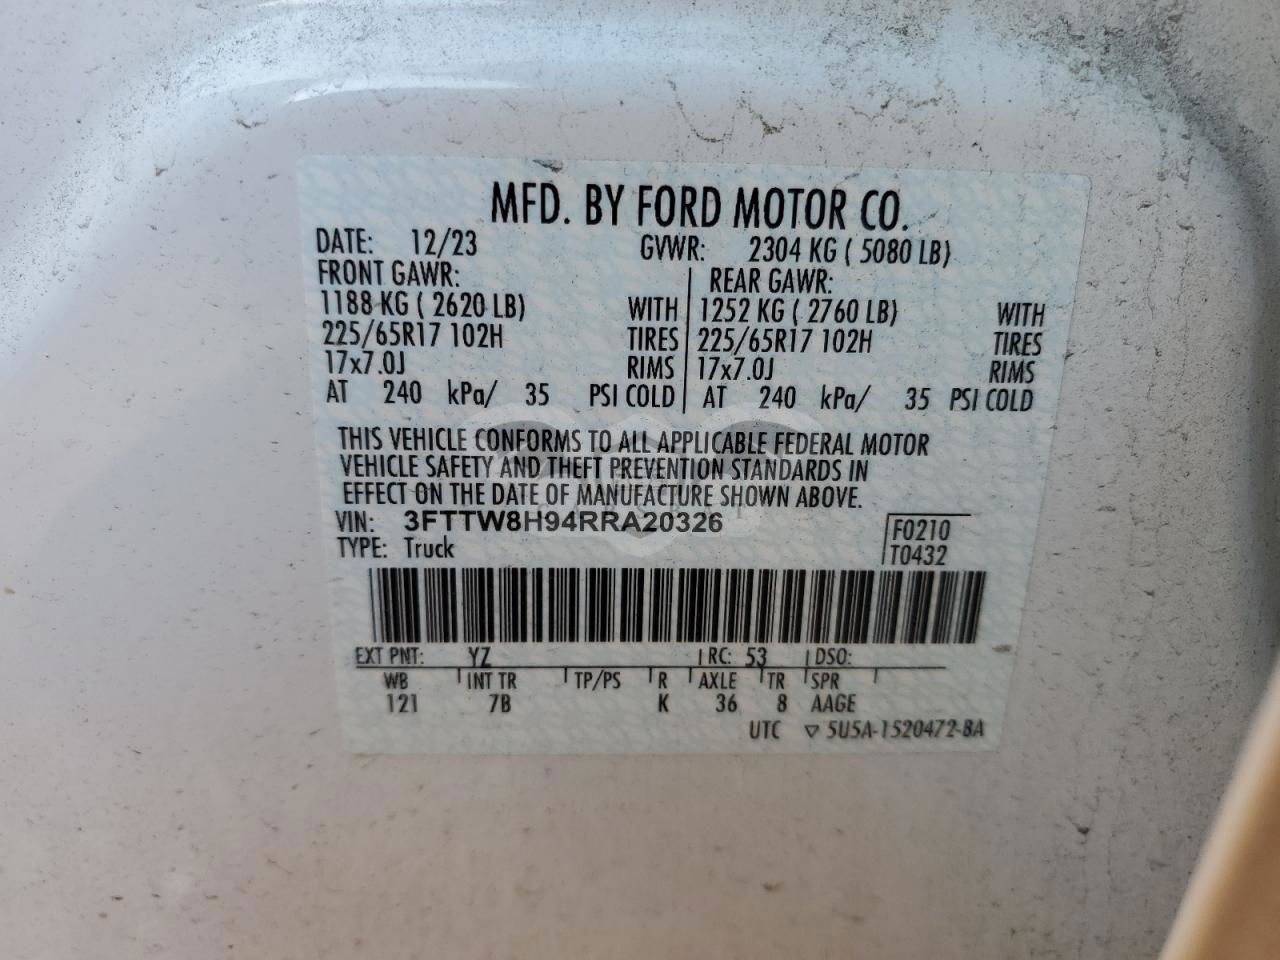 MFD. BY FORD MOTOR CO.
DATE: 12/23 GVWR: 2304 KG ( 5080 LB)
FRONT GAWR: REAR GAWR:
1188 KG ( 2620 LB) WITH 1252 KG ( 2760 LB) WITH
225/65R17 102H TIRES 225/65R17 102H TIRES
17x7.0J RIMS 17x7.0J RIMS
AT 240 kPa/ 35 PSI COLD AT 240 kPa/ 35 PSI COLD
THIS VEHICLE CONFORMS TO ALL APPLICABLE FEDERAL MOTOR
VEHICLE SAFETY AND THEFT PREVENTION STANDARDS IN
EFFECT ON THE DATE OF MANUFACTURE SHOWN ABOVE.
VIN: 3FTTW8H94RRA20326 F0210
TYPE: Truck T0432
EXT PNT: YZ RC: 53 DSO:
WB INT TR TP/PS R AXLE TR SPR
121 7B K 36 8 AAGE
UTC ▽ 5U5A-1520472-BA